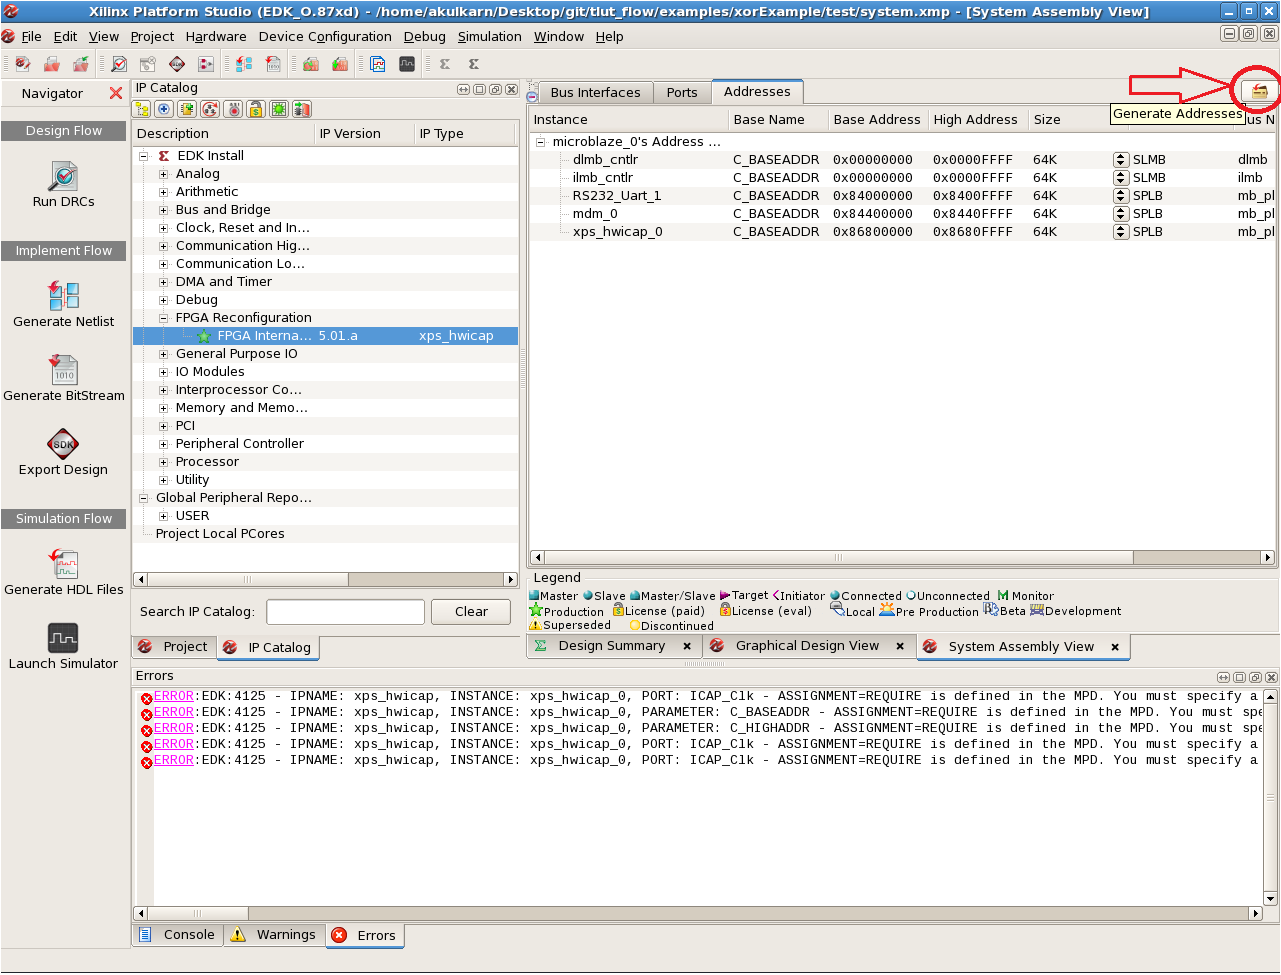 Xilinx Platform Studio (EDK_O.87xd) - /home/akulkarn/Desktop/git/tlut_flow/examples/xorExample/test/system.xmp - [System Assembly View]
File Edit View Project Hardware Device Configuration Debug Simulation Window Help
Navigator
Design Flow
Run DRCs
Implement Flow
Generate Netlist
1010
Generate BitStream
SDK
Export Design
Simulation Flow
Generate HDL Files
Launch Simulator
IP Catalog
Description IP Version IP Type
EDK Install
Analog
Arithmetic
Bus and Bridge
Clock, Reset and In...
Communication Hig...
Communication Lo...
DMA and Timer
Debug
FPGA Reconfiguration
FPGA Interna... 5.01.a xps_hwicap
General Purpose IO
IO Modules
Interprocessor Co...
Memory and Memo...
PCI
Peripheral Controller
Processor
Utility
Global Peripheral Repo...
USER
Project Local PCores
Search IP Catalog: Clear
Project IP Catalog
Bus Interfaces Ports Addresses
Generate Addresses
Instance Base Name Base Address High Address Size us N
microblaze_0's Address ...
dlmb_cntlr C_BASEADDR 0x00000000 0x0000FFFF 64K SLMB dlmb
ilmb_cntlr C_BASEADDR 0x00000000 0x0000FFFF 64K SLMB ilmb
RS232_Uart_1 C_BASEADDR 0x84000000 0x8400FFFF 64K SPLB mb_pl
mdm_0 C_BASEADDR 0x84400000 0x8440FFFF 64K SPLB mb_pl
xps_hwicap_0 C_BASEADDR 0x86800000 0x8680FFFF 64K SPLB mb_pl
Legend
Master Slave Master/Slave Target Initiator Connected Unconnected M Monitor
Production License (paid) License (eval) Local Pre Production Beta Development
Superseded Discontinued
Design Summary Graphical Design View System Assembly View
Errors
ERROR:EDK:4125 - IPNAME: xps_hwicap, INSTANCE: xps_hwicap_0, PORT: ICAP_Clk - ASSIGNMENT=REQUIRE is defined in the MPD. You must specify a
ERROR:EDK:4125 - IPNAME: xps_hwicap, INSTANCE: xps_hwicap_0, PARAMETER: C_BASEADDR - ASSIGNMENT=REQUIRE is defined in the MPD. You must spe
ERROR:EDK:4125 - IPNAME: xps_hwicap, INSTANCE: xps_hwicap_0, PARAMETER: C_HIGHADDR - ASSIGNMENT=REQUIRE is defined in the MPD. You must spe
ERROR:EDK:4125 - IPNAME: xps_hwicap, INSTANCE: xps_hwicap_0, PORT: ICAP_Clk - ASSIGNMENT=REQUIRE is defined in the MPD. You must specify a
ERROR:EDK:4125 - IPNAME: xps_hwicap, INSTANCE: xps_hwicap_0, PORT: ICAP_Clk - ASSIGNMENT=REQUIRE is defined in the MPD. You must specify a
Console Warnings Errors